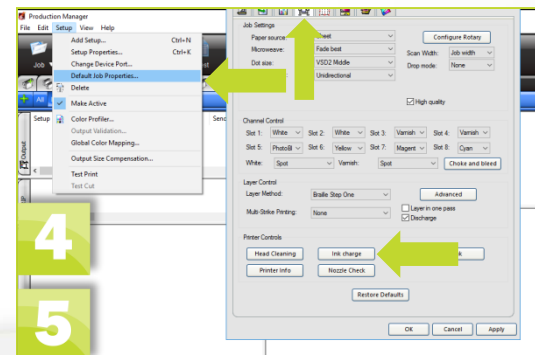 Production Manager
File Edit Setup View Help
Add Setup... Ctrl+N
Setup Properties... Ctrl+K
Change Device Port...
Default Job Properties...
Delete
Make Active
Color Profiler...
Output Validation...
Global Color Mapping...
Output Size Compensation...
Test Print
Test Cut
Job
All
Setup
Output
4
5
Job Settings
Paper source:
Configure Rotary
Microweave: Fade best
Scan Width: Job width
Dot size: VSD2 Middle
Drop mode: None
Unidirectional
High quality
Channel Control
Slot 1: White Slot 2: White Slot 3: Varnish Slot 4: Varnish
Slot 5: PhotoBl Slot 6: Yellow Slot 7: Magent Slot 8: Cyan
White: Spot Varnish: Spot Choke and bleed
Layer Control
Layer Method: Braille Step One Advanced
Multi-Strike Printing: None
Layer in one pass
Discharge
Printer Controls
Head Cleaning Ink charge
Printer Info Nozzle Check
Restore Defaults
OK Cancel Apply